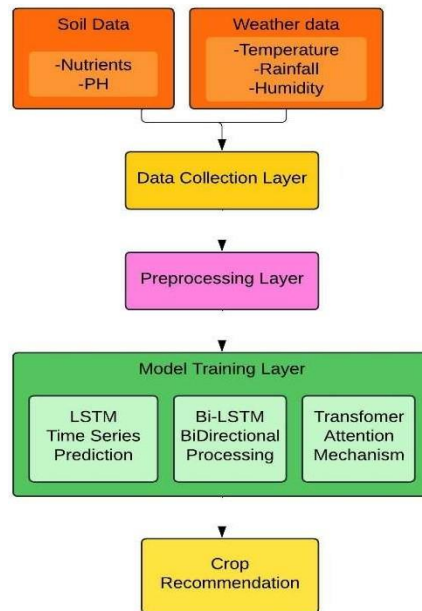 Soil Data
-Nutrients
-PH
Weather data
-Temperature
-Rainfall
-Humidity
Data Collection Layer
Preprocessing Layer
Model Training Layer
LSTM
Time Series
Prediction
Bi-LSTM
BiDirectional
Processing
Transfomer
Attention
Mechanism
Crop
Recommendation